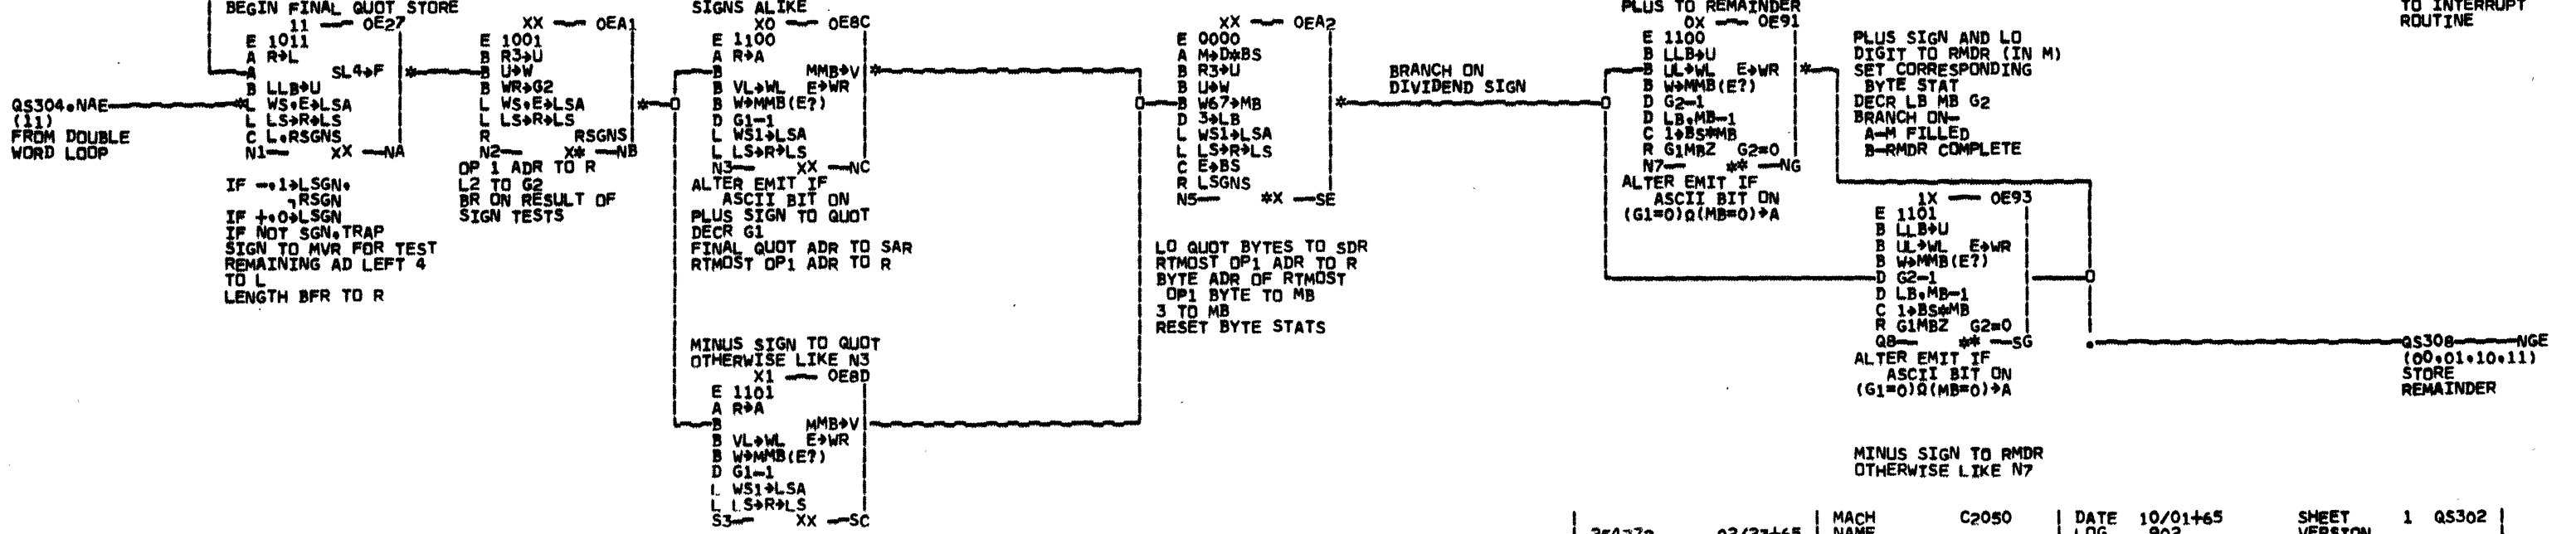 BEGIN FINAL QUOT STORE
11 — 0E27
E 1011
A R→L
A SL4→F *
B LLB→U
*L WS.E→LSA
L LS→R→LS
C L.RSGNS
N1— XX —NA
QS304.NAE
(11)
FROM DOUBLE
WORD LOOP
IF —.1→LSGN.
¬RSGN
IF +.0→LSGN
IF NOT SGN.TRAP
SIGN TO MVR FOR TEST
REMAINING AD LEFT 4
TO L
LENGTH BFR TO R
XX — 0EA1
E 1001
B R3→U
B U→W
B WR→G2
L WS.E→LSA *
L LS→R→LS
R RSGNS
N2— X* —NB
OP 1 ADR TO R
L2 TO G2
BR ON RESULT OF
SIGN TESTS
SIGNS ALIKE
X0 — 0E8C
E 1100
A R→A
B MMB→V *
B VL→WL E→WR
B W→MMB(E?)
D G1—1
L WS1→LSA
L LS→R→LS
N3— XX —NC
ALTER EMIT IF
ASCII BIT ON
PLUS SIGN TO QUOT
DECR G1
FINAL QUOT ADR TO SAR
RTMOST OP1 ADR TO R
MINUS SIGN TO QUOT
OTHERWISE LIKE N3
X1 — 0E8D
E 1101
A R→A
B MMB→V
B VL→WL E→WR
B W→MMB(E?)
D G1—1
L WS1→LSA
L LS→R→LS
S3— XX —SC
XX — 0EA2
E 0000
A M→D*BS
B R3→U
B U→W
B W67→MB *
D 3→LB
L WS1→LSA
L LS→R→LS
C E→BS
R LSGNS
N5— *X —SE
LO QUOT BYTES TO SDR
RTMOST OP1 ADR TO R
BYTE ADR OF RTMOST
OP1 BYTE TO MB
3 TO MB
RESET BYTE STATS
BRANCH ON
DIVIDEND SIGN
PLUS TO REMAINDER
0X — 0E91
E 1100
B LLB→U
B UL→WL E→WR *
B W→MMB(E?)
D G2—1
D LB.MB—1
C 1→BS*MB
R G1MBZ G2=0
N7— ** —NG
ALTER EMIT IF
ASCII BIT ON
(G1=0)Ω(MB=0)→A
PLUS SIGN AND LO
DIGIT TO RMDR (IN M)
SET CORRESPONDING
BYTE STAT
DECR LB MB G2
BRANCH ON—
A—M FILLED
B—RMDR COMPLETE
1X — 0E93
E 1101
B LLB→U
B UL→WL E→WR
B W→MMB(E?)
D G2—1
D LB.MB—1
C 1→BS*MB
R G1MBZ G2=0
Q8— ** —SG
ALTER EMIT IF
ASCII BIT ON
(G1=0)Ω(MB=0)→A
MINUS SIGN TO RMDR
OTHERWISE LIKE N7
TO INTERRUPT
ROUTINE
QS308 —NGE
(00.01.10.11)
STORE
REMAINDER
MACH C2050 DATE 10/01+65 SHEET 1 QS302
NAME LOG 902 VERSION